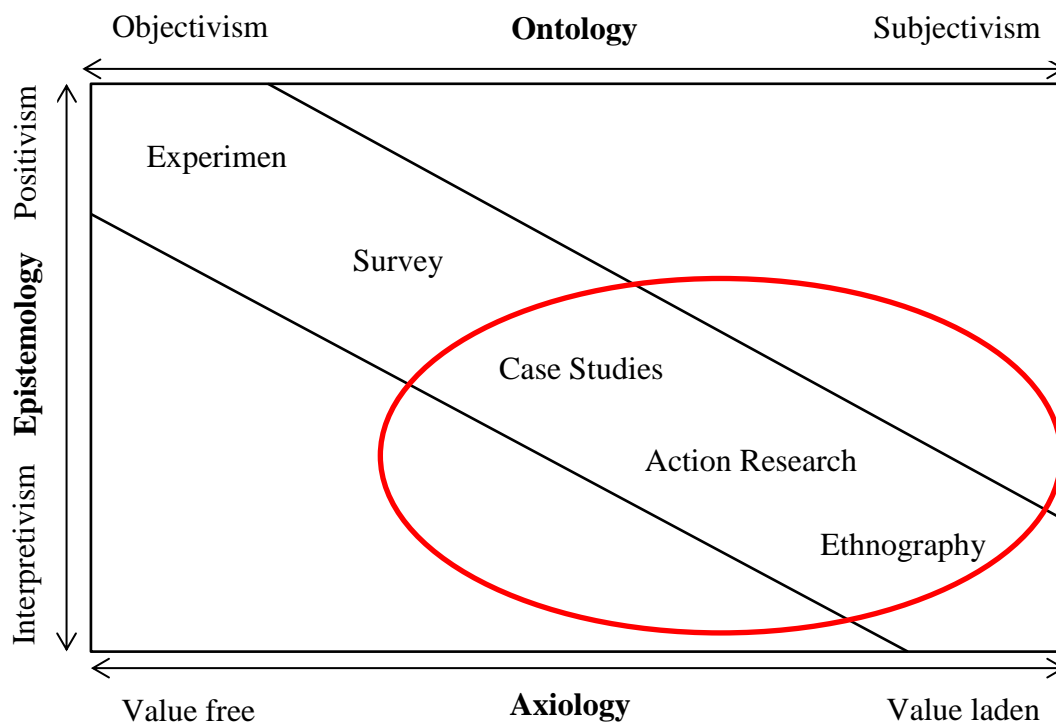 Objectivism Ontology Subjectivism
Positivism
Epistemology
Interpretivism
Experimen
Survey
Case Studies
Action Research
Ethnography
Value free Axiology Value laden